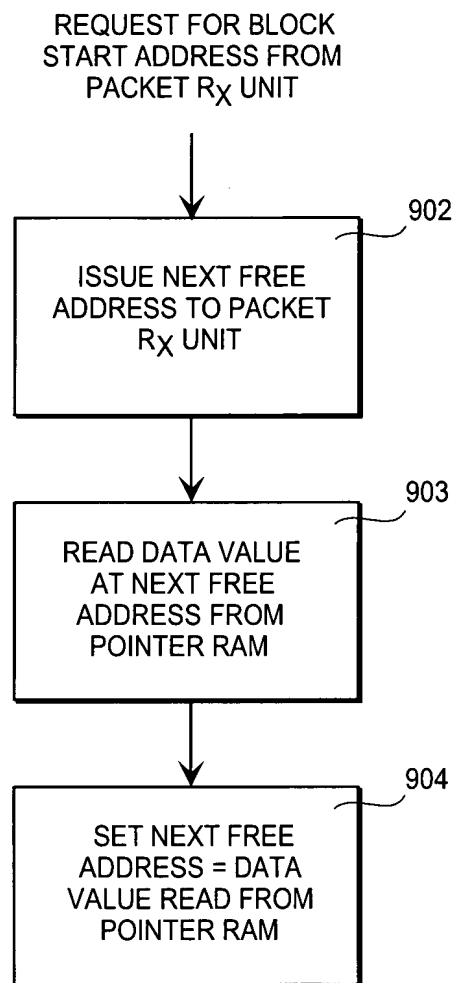 REQUEST FOR BLOCK
START ADDRESS FROM
PACKET RX UNIT
902
ISSUE NEXT FREE
ADDRESS TO PACKET
RX UNIT
903
READ DATA VALUE
AT NEXT FREE
ADDRESS FROM
POINTER RAM
904
SET NEXT FREE
ADDRESS = DATA
VALUE READ FROM
POINTER RAM